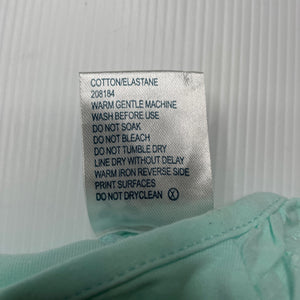 COTTON/ELASTANE
208184
WARM GENTLE MACHINE
WASH BEFORE USE
DO NOT SOAK
DO NOT BLEACH
DO NOT TUMBLE DRY
LINE DRY WITHOUT DELAY
WARM IRON REVERSE SIDE
PRINT SURFACES
DO NOT DRYCLEAN Ⓧ